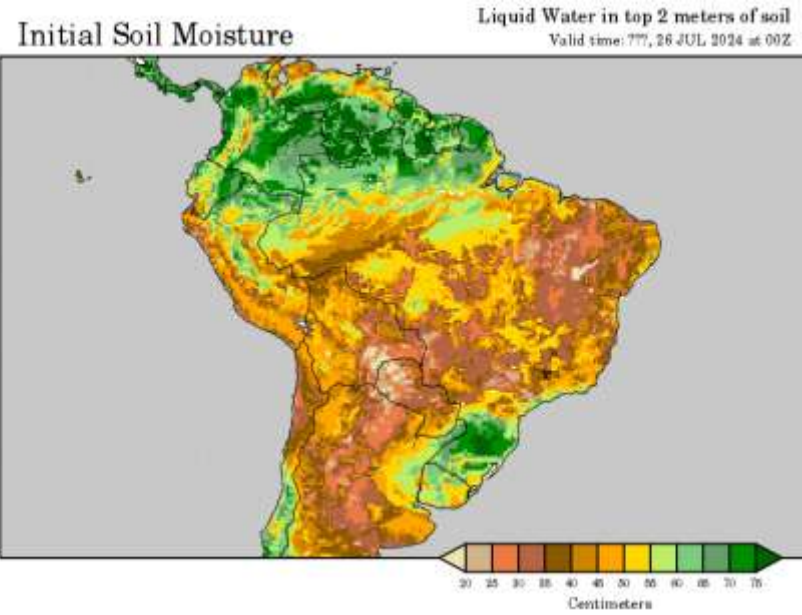 Initial Soil Moisture
Liquid Water in top 2 meters of soil
Valid time: ???, 26 JUL 2024 at 00Z
20 25 30 35 40 45 50 55 60 65 70 75
Centimeters